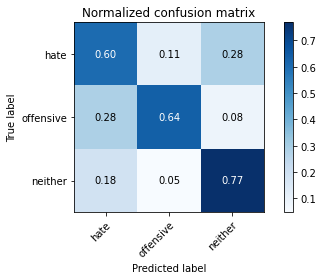 Normalized confusion matrix
True label
hate 0.60 0.11 0.28
offensive 0.28 0.64 0.08
neither 0.18 0.05 0.77
hate offensive neither
Predicted label
0.7
0.6
0.5
0.4
0.3
0.2
0.1